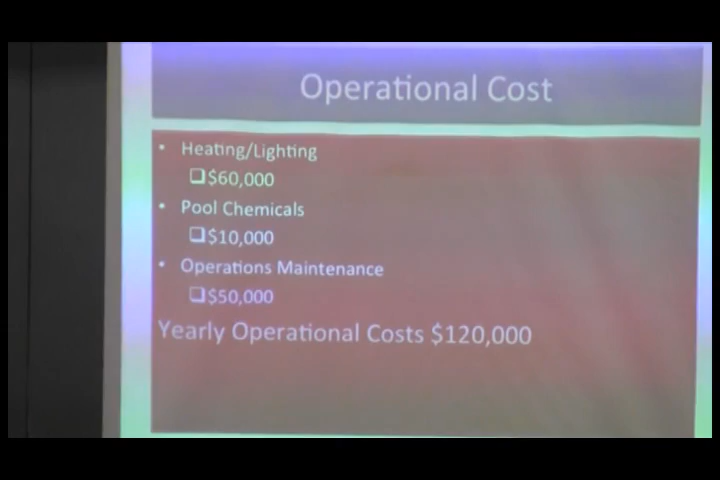 Operational Cost
• Heating/Lighting
❑$60,000
• Pool Chemicals
❑$10,000
• Operations Maintenance
❑$50,000
Yearly Operational Costs $120,000